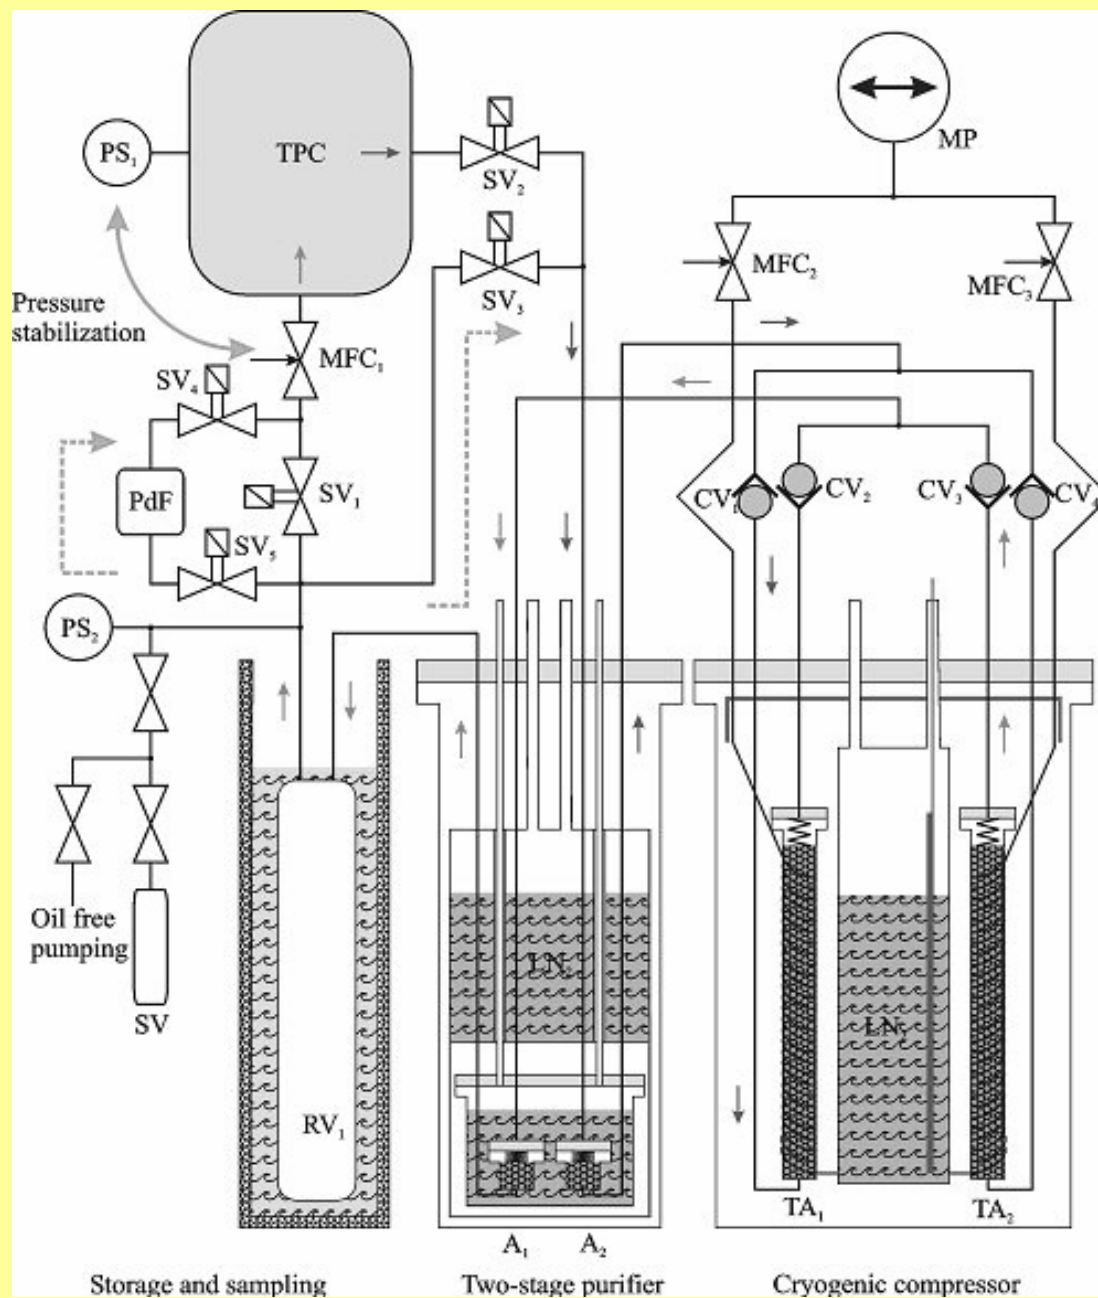 TPC
PS₁
SV₂
MP
SV₃
MFC₂
MFC₃
Pressure
stabilization
MFC₁
SV₄
PdF
SV₁
CV₁
CV₂
CV₃
CV₄
SV₅
PS₂
Oil free
pumping
SV
LN₂
LN₂
RV₁
A₁
A₂
TA₁
TA₂
Storage and sampling
Two-stage purifier
Cryogenic compressor